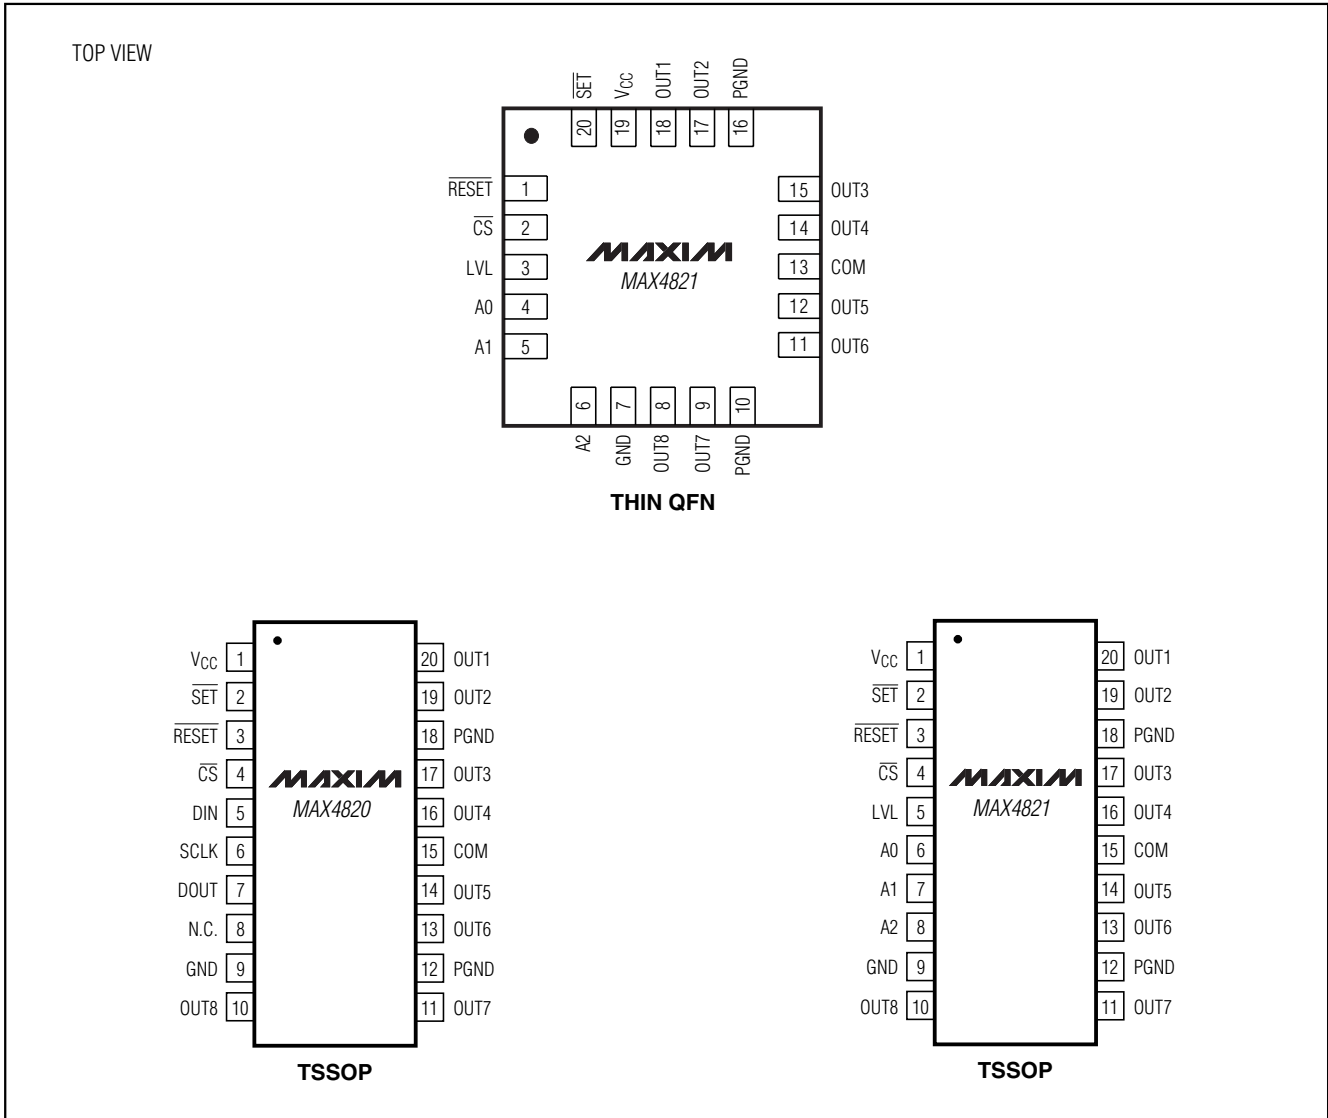 TOP VIEW
SET VCC OUT1 OUT2 PGND
20 19 18 17 16
RESET 1 15 OUT3
CS 2 14 OUT4
LVL 3 MAXIM 13 COM
MAX4821
A0 4 12 OUT5
A1 5 11 OUT6
6 7 8 9 10
A2 GND OUT8 OUT7 PGND
THIN QFN
VCC 1 20 OUT1
SET 2 19 OUT2
RESET 3 18 PGND
CS 4 MAXIM 17 OUT3
DIN 5 MAX4820 16 OUT4
SCLK 6 15 COM
DOUT 7 14 OUT5
N.C. 8 13 OUT6
GND 9 12 PGND
OUT8 10 11 OUT7
TSSOP
VCC 1 20 OUT1
SET 2 19 OUT2
RESET 3 18 PGND
CS 4 MAXIM 17 OUT3
LVL 5 MAX4821 16 OUT4
A0 6 15 COM
A1 7 14 OUT5
A2 8 13 OUT6
GND 9 12 PGND
OUT8 10 11 OUT7
TSSOP